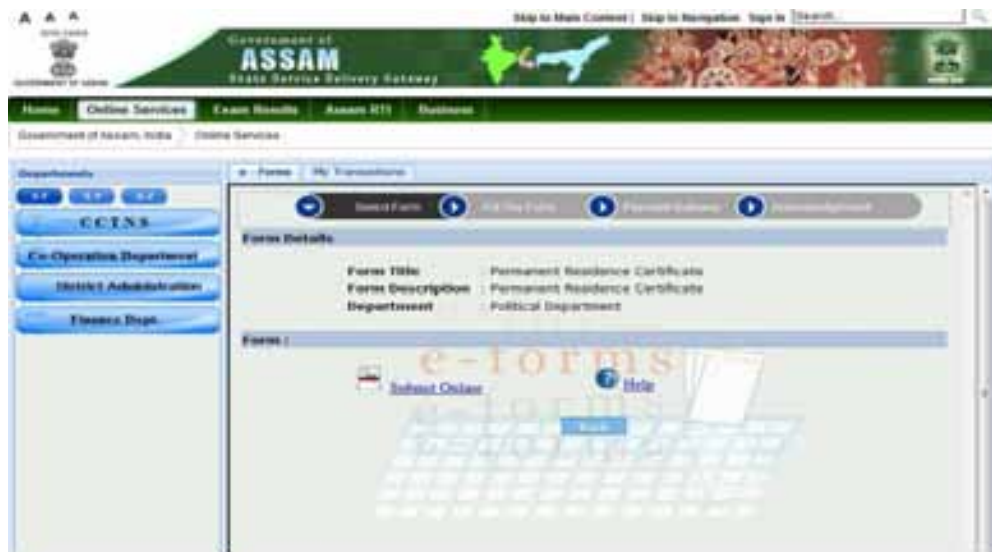 A A A
Skip to Main Content | Skip to Navigation Sign In Search...
Government of
ASSAM
State Service Delivery Gateway
Home Online Services Exam Results Assam RTI Business
Government of Assam, India Online Services
Departments
e - Forms My Transactions
Select Form
CCTNS
Co-Operation Department
District Administration
Finance Dept.
Form Details
Form Title : Permanent Residence Certificate
Form Description : Permanent Residence Certificate
Department : Political Department
Form :
e-forms
Submit Online
Help
e-forms
Back
e-forms